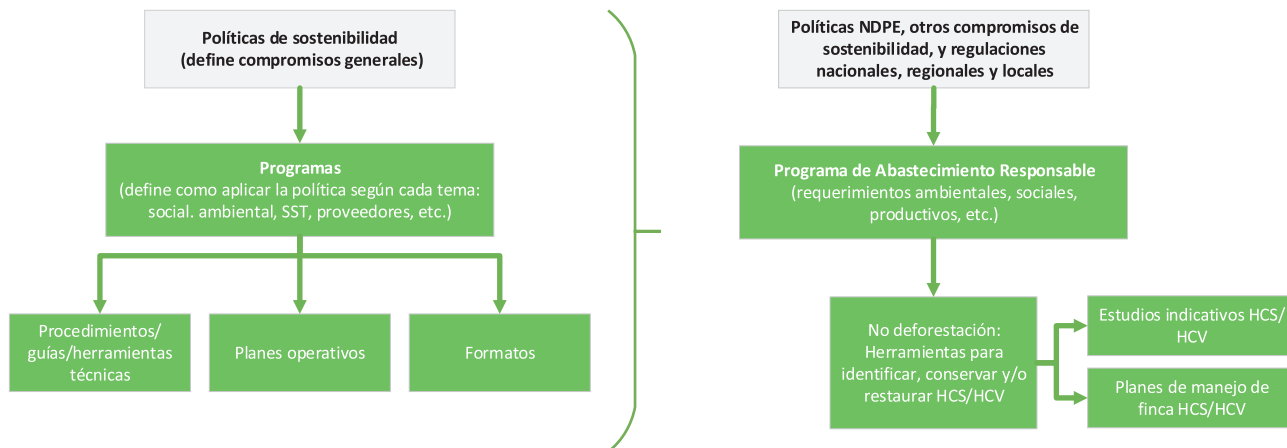 Políticas de sostenibilidad
(define compromisos generales)
Programas
(define como aplicar la política según cada tema:
social. ambiental, SST, proveedores, etc.)
Procedimientos/
guías/herramientas
técnicas
Planes operativos
Formatos
Políticas NDPE, otros compromisos de
sostenibilidad, y regulaciones
nacionales, regionales y locales
Programa de Abastecimiento Responsable
(requerimientos ambientales, sociales,
productivos, etc.)
No deforestación:
Herramientas para
identificar, conservar y/o
restaurar HCS/HCV
Estudios indicativos HCS/
HCV
Planes de manejo de
finca HCS/HCV